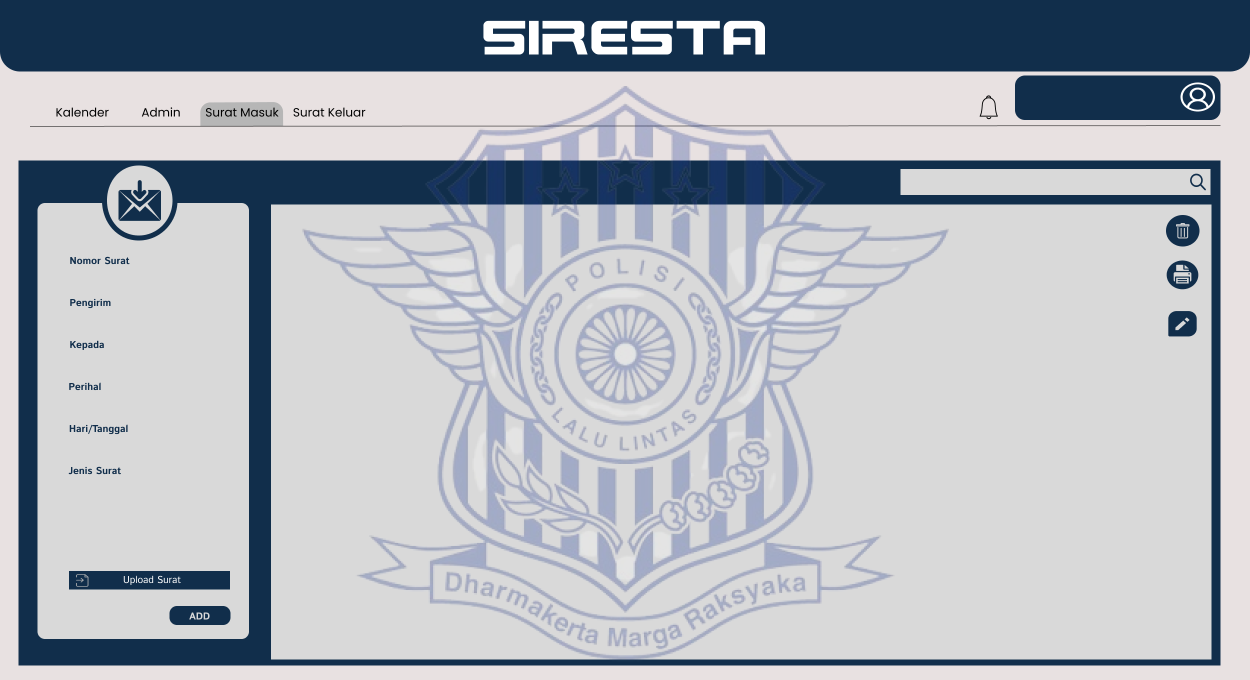 SIRESTA
Kalender Admin Surat Masuk Surat Keluar
Nomor Surat
Pengirim
Kepada
Perihal
Hari/Tanggal
Jenis Surat
Upload Surat
ADD
POLISI
LALU LINTAS
Dharmakerta Marga Raksyaka